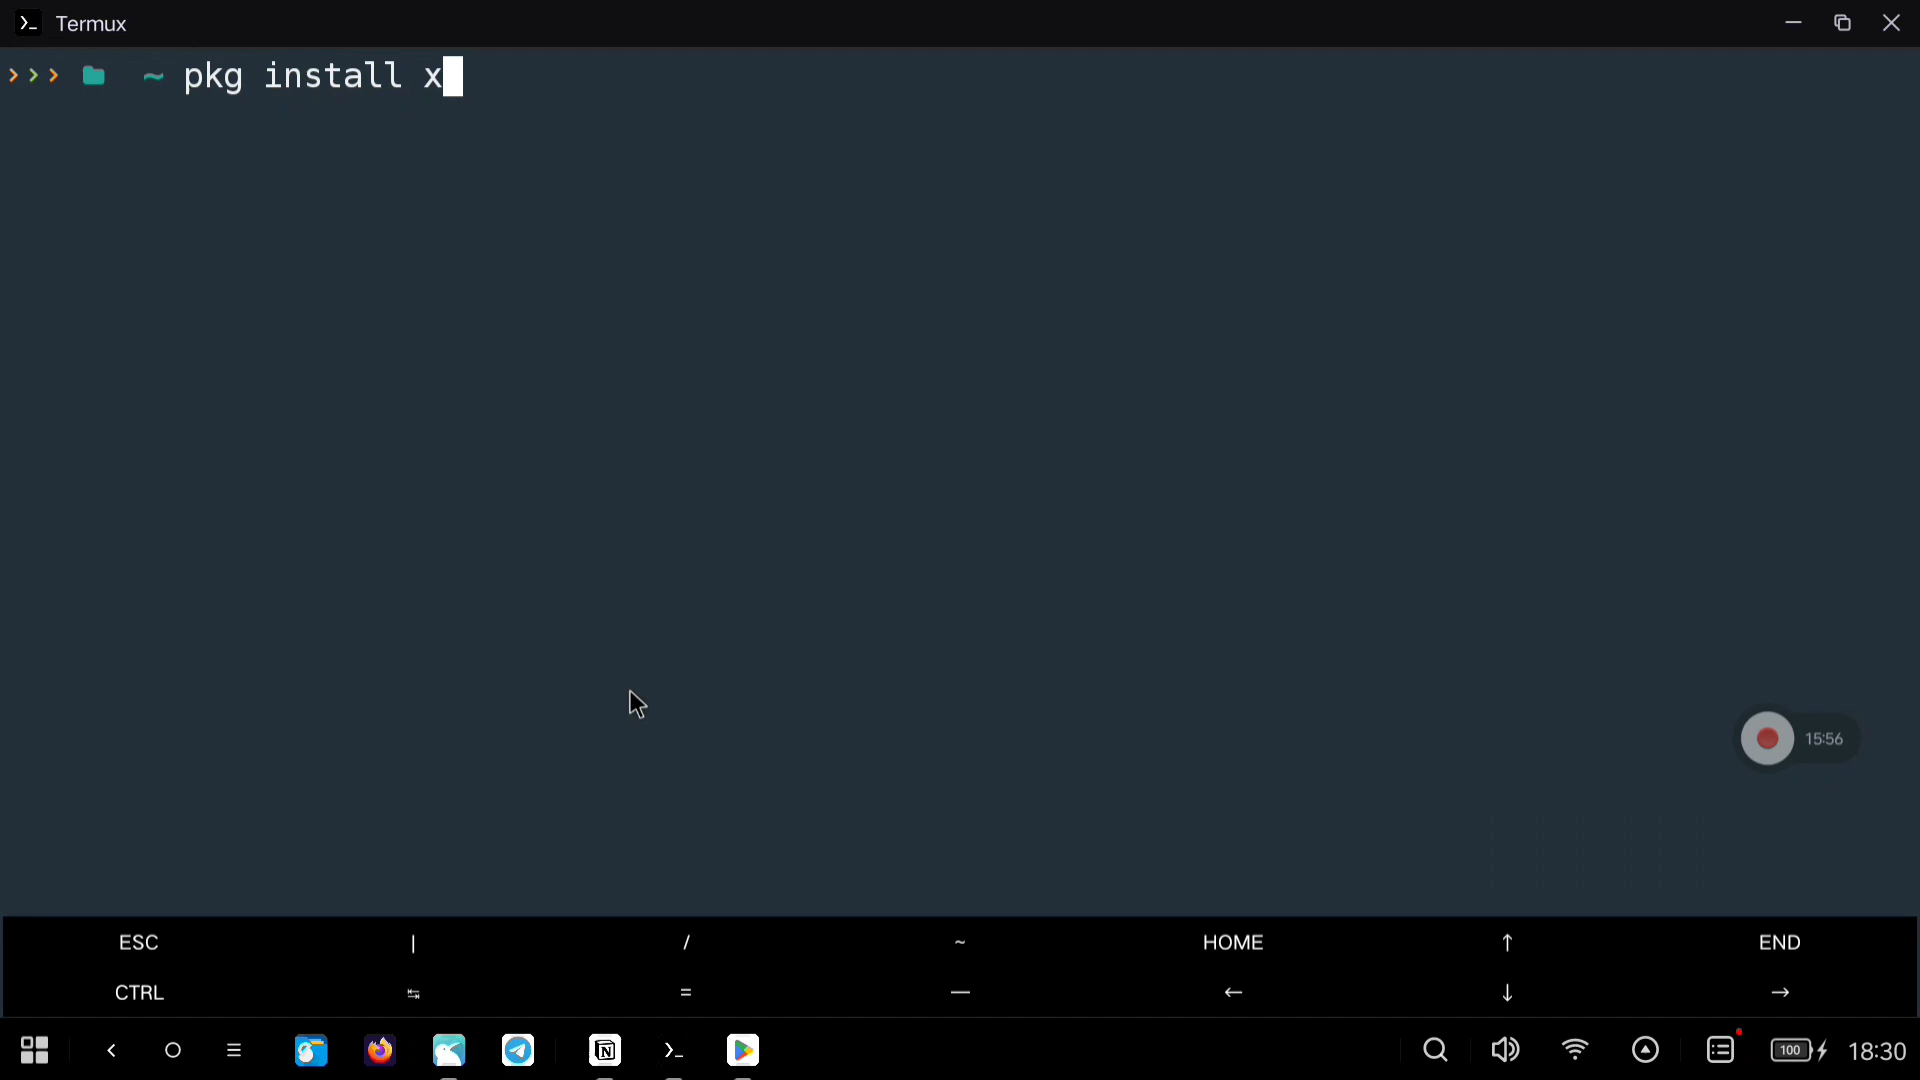 Termux
~ pkg install x
15:56
ESC | / ~ HOME ↑ END
CTRL ↹ = — ← ↓ →
100 18:30